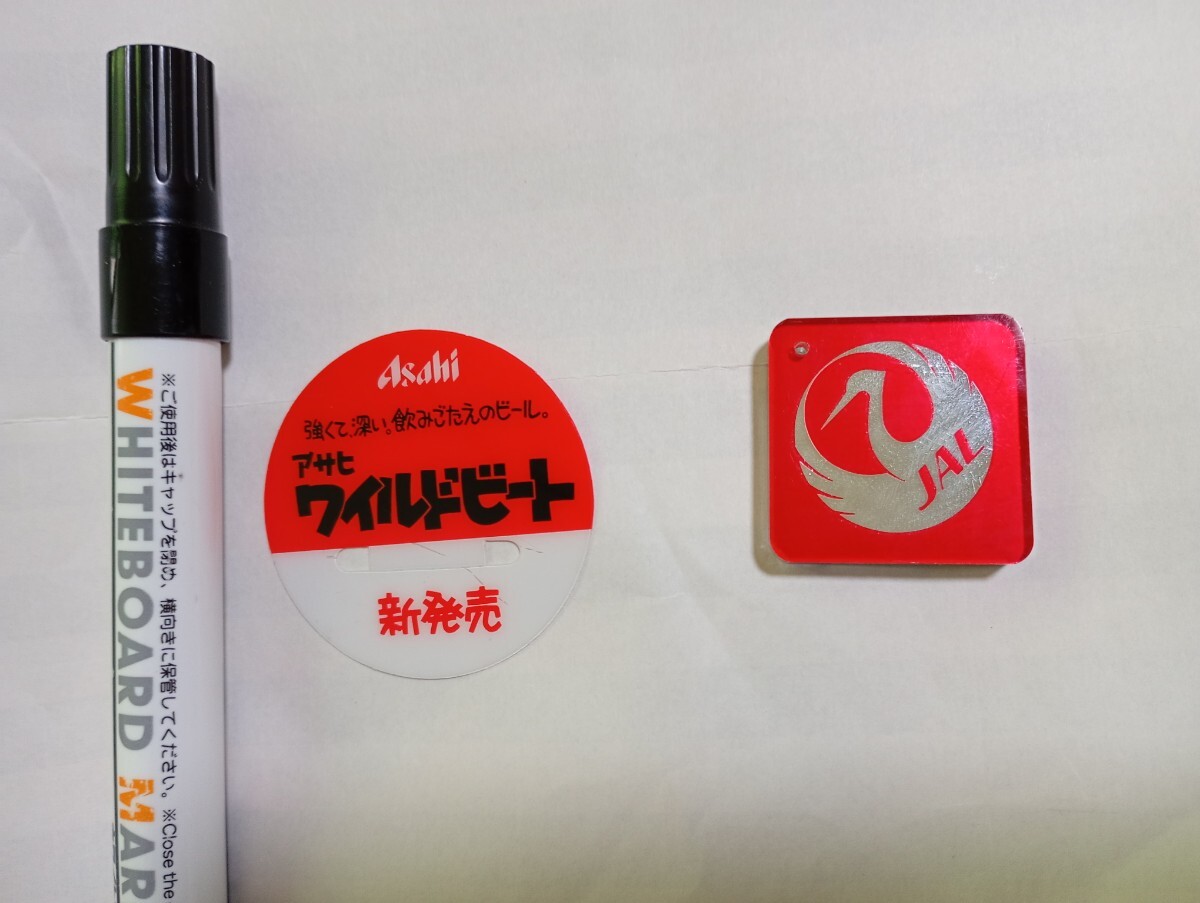 ※ご使用後はキャップを閉め、横向きに保管してください。※Close the
WHITEBOARD MAR
Asahi
強くて、深い。飲みごたえのビール。
アサヒ
ワイルドビート
新発売
JAL